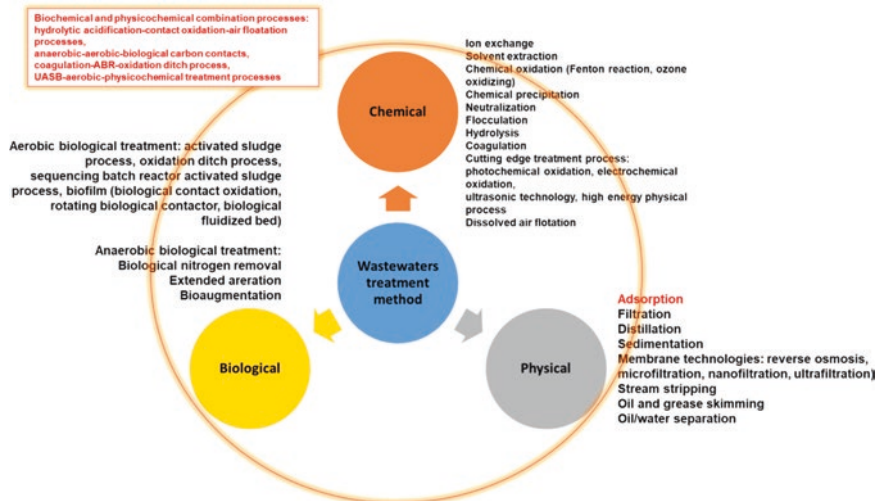 Biochemical and physicochemical combination processes:
hydrolytic acidification-contact oxidation-air floatation
processes,
anaerobic-aerobic-biological carbon contacts,
coagulation-ABR-oxidation ditch process,
UASB-aerobic-physicochemical treatment processes
Chemical
Ion exchange
Solvent extraction
Chemical oxidation (Fenton reaction, ozone
oxidizing)
Chemical precipitation
Neutralization
Flocculation
Hydrolysis
Coagulation
Cutting edge treatment process:
photochemical oxidation, electrochemical
oxidation,
ultrasonic technology, high energy physical
process
Dissolved air flotation
Aerobic biological treatment: activated sludge
process, oxidation ditch process,
sequencing batch reactor activated sludge
process, biofilm (biological contact oxidation,
rotating biological contactor, biological
fluidized bed)
Anaerobic biological treatment:
Biological nitrogen removal
Extended areration
Bioaugmentation
Wastewaters
treatment
method
Biological
Physical
Adsorption
Filtration
Distillation
Sedimentation
Membrane technologies: reverse osmosis,
microfiltration, nanofiltration, ultrafiltration)
Stream stripping
Oil and grease skimming
Oil/water separation